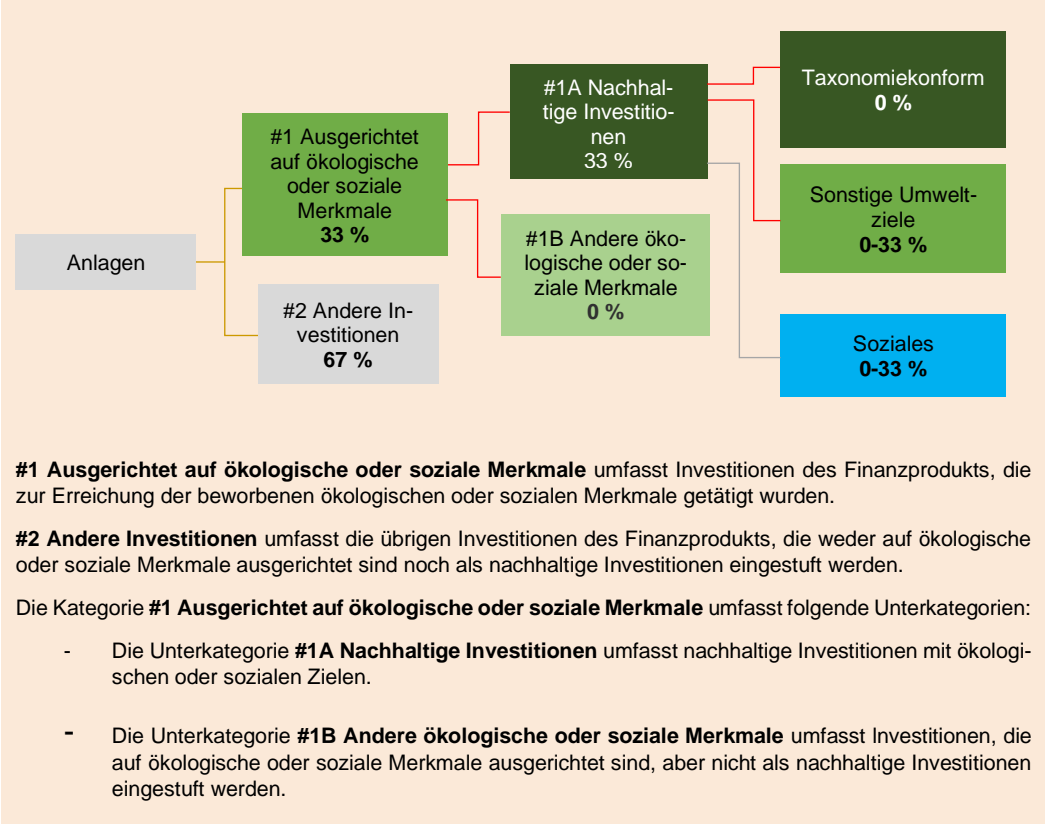 Anlagen
#1 Ausgerichtet
auf ökologische
oder soziale
Merkmale
33 %
#2 Andere In-
vestitionen
67 %
#1A Nachhal-
tige Investitio-
nen
33 %
#1B Andere öko-
logische oder so-
ziale Merkmale
0 %
Taxonomiekonform
0 %
Sonstige Umwelt-
ziele
0-33 %
Soziales
0-33 %
#1 Ausgerichtet auf ökologische oder soziale Merkmale umfasst Investitionen des Finanzprodukts, die
zur Erreichung der beworbenen ökologischen oder sozialen Merkmale getätigt wurden.
#2 Andere Investitionen umfasst die übrigen Investitionen des Finanzprodukts, die weder auf ökologische
oder soziale Merkmale ausgerichtet sind noch als nachhaltige Investitionen eingestuft werden.
Die Kategorie #1 Ausgerichtet auf ökologische oder soziale Merkmale umfasst folgende Unterkategorien:
- Die Unterkategorie #1A Nachhaltige Investitionen umfasst nachhaltige Investitionen mit ökologi-
schen oder sozialen Zielen.
- Die Unterkategorie #1B Andere ökologische oder soziale Merkmale umfasst Investitionen, die
auf ökologische oder soziale Merkmale ausgerichtet sind, aber nicht als nachhaltige Investitionen
eingestuft werden.